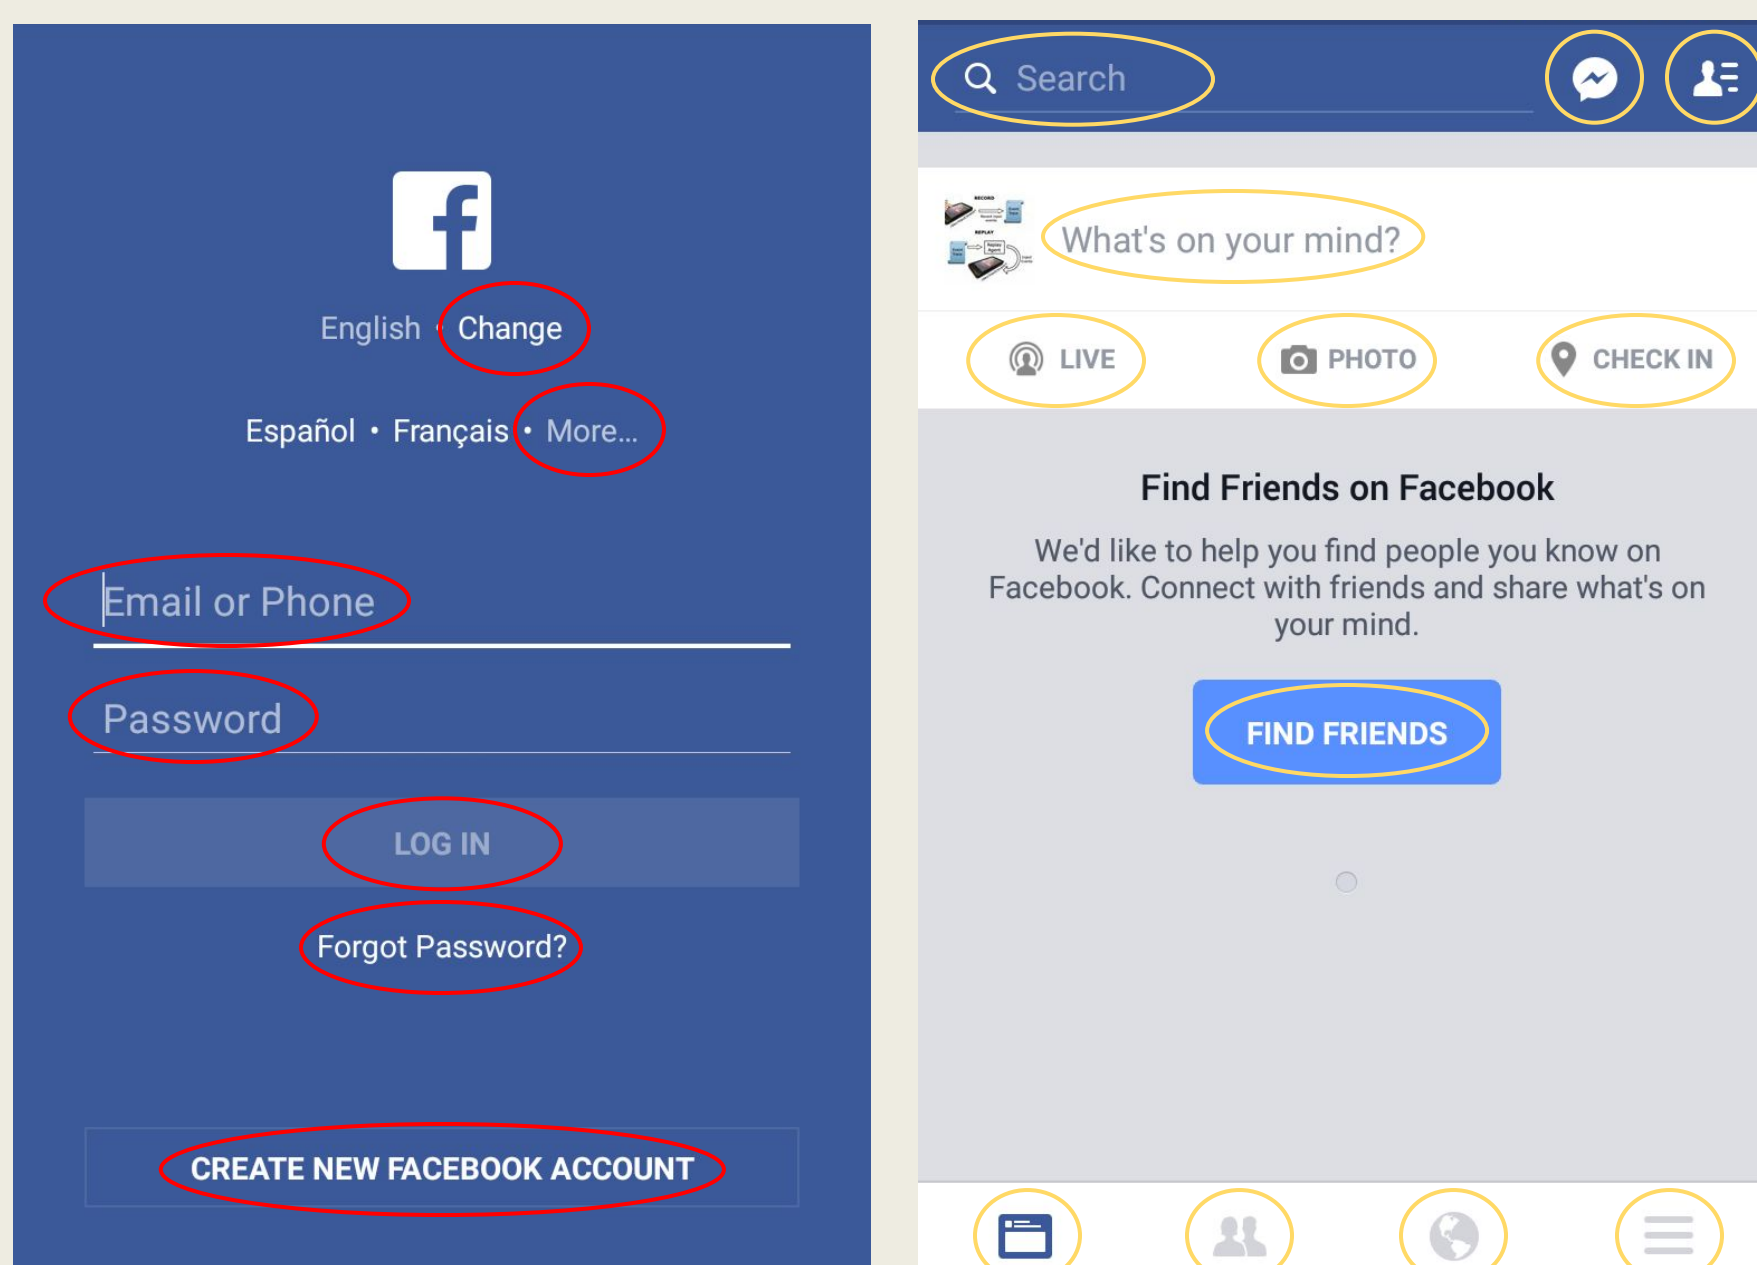 f
English · Change
Español · Français · More...
Email or Phone
Password
LOG IN
Forgot Password?
CREATE NEW FACEBOOK ACCOUNT
Search
RECORD
REPLAY
What's on your mind?
LIVE PHOTO CHECK IN
Find Friends on Facebook
We'd like to help you find people you know on
Facebook. Connect with friends and share what's on
your mind.
FIND FRIENDS